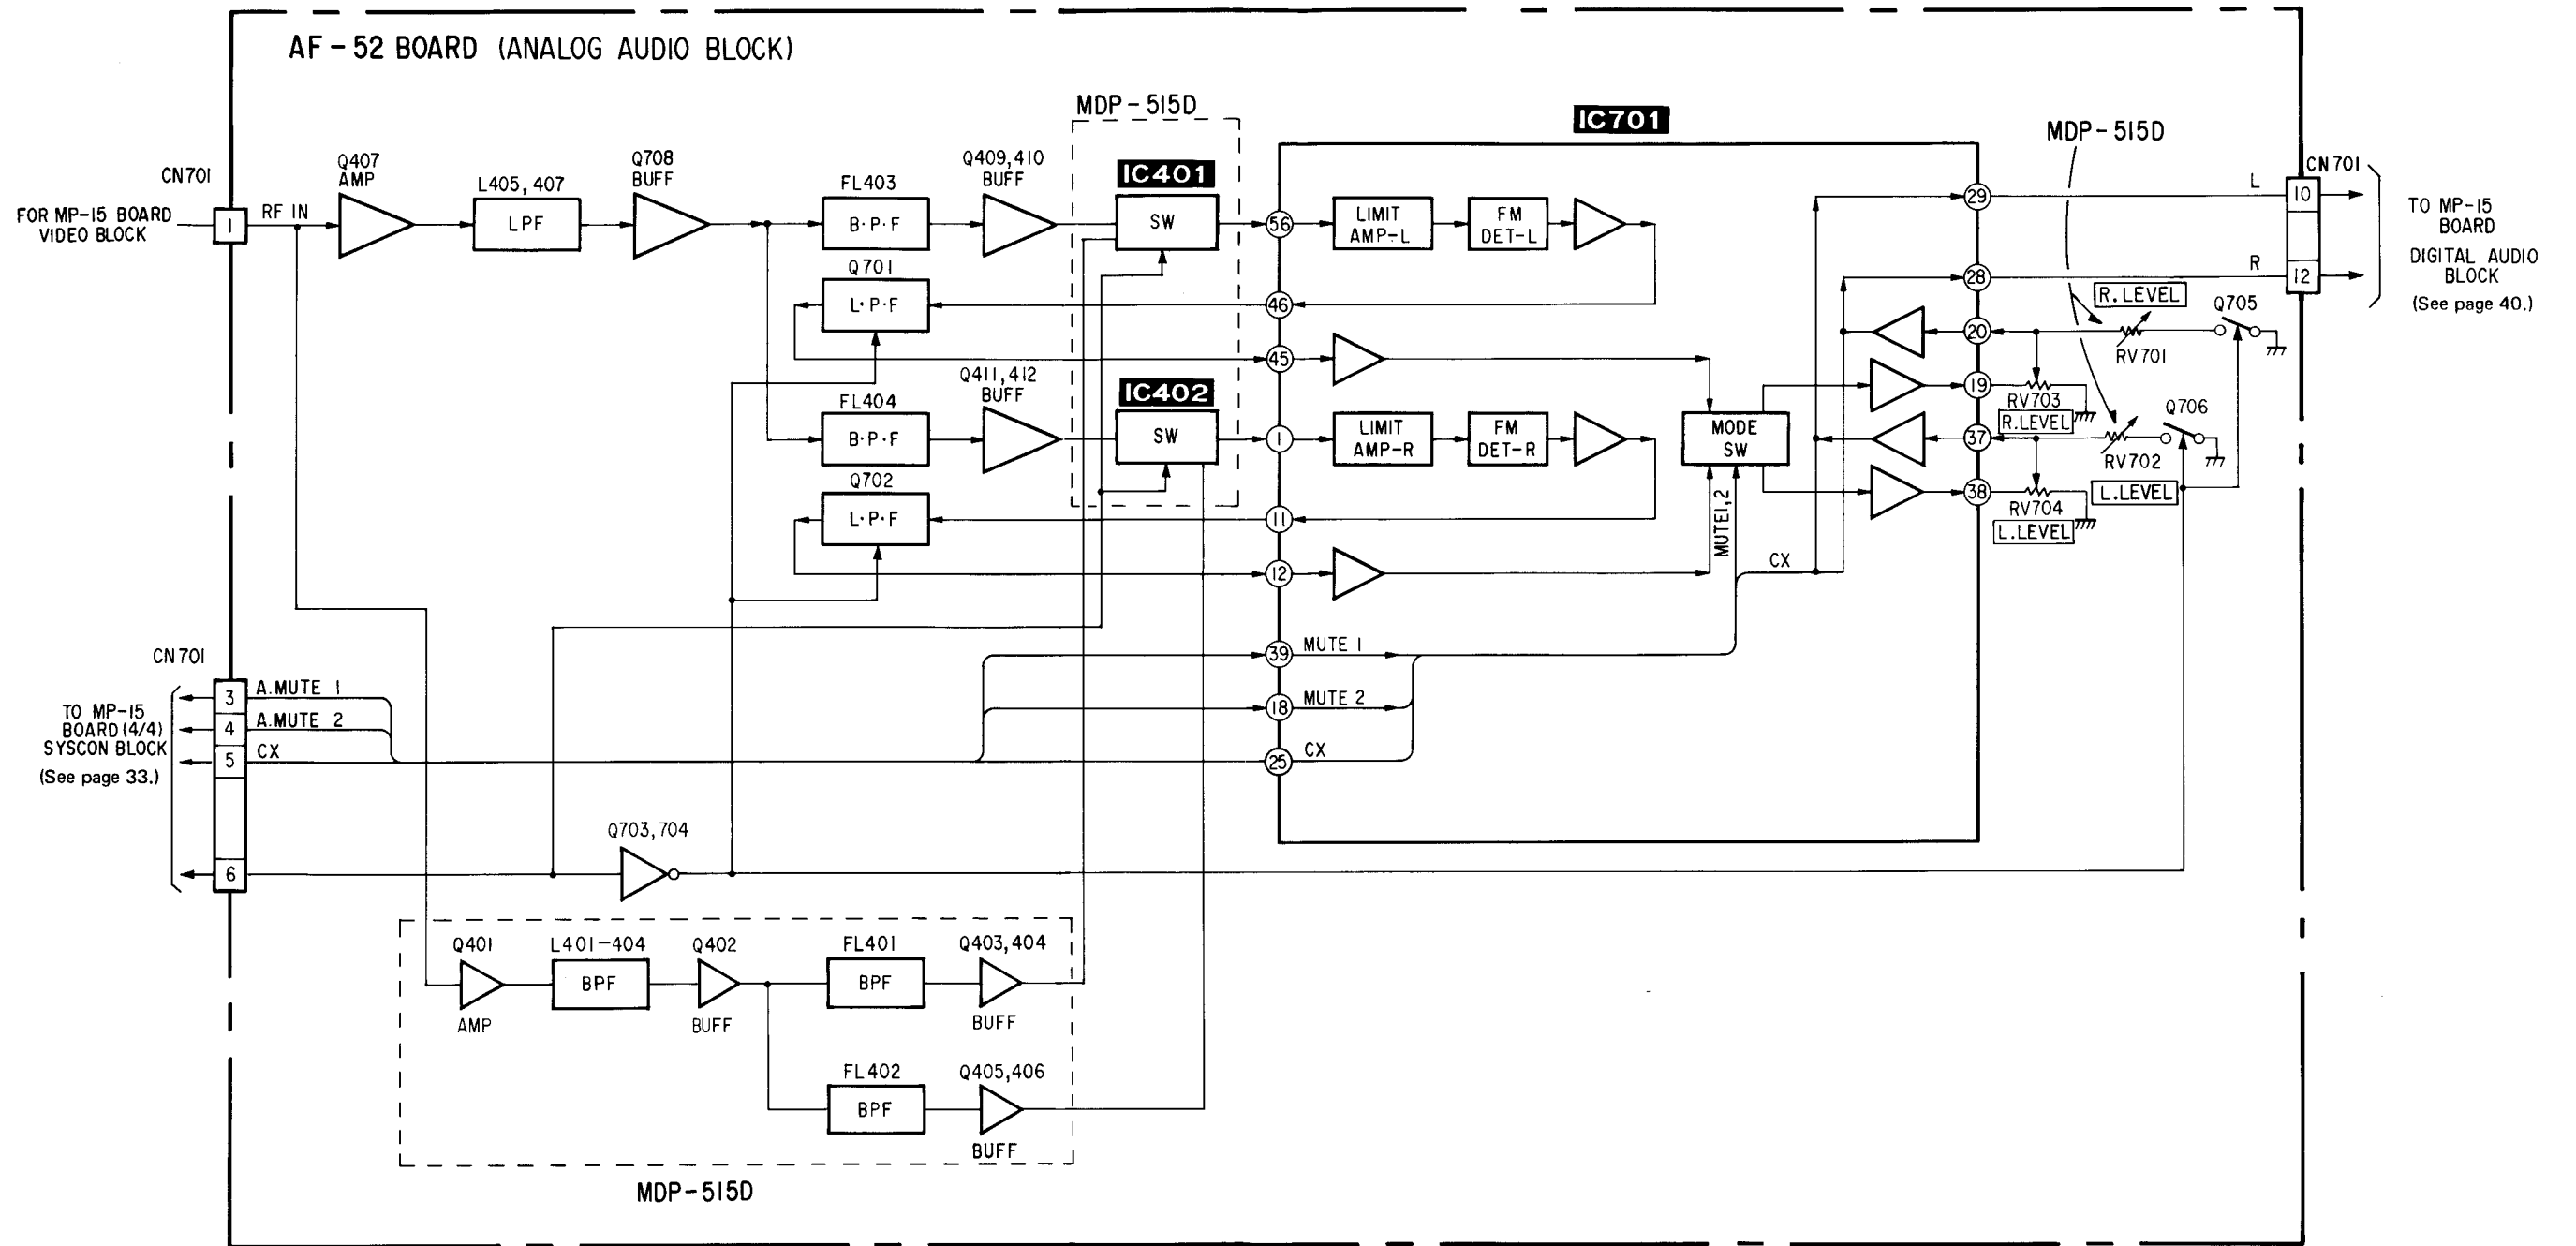 AF-52 BOARD (ANALOG AUDIO BLOCK)
MDP-515D
IC401
SW
IC402
SW
IC701
MDP-515D
CN701
FOR MP-15 BOARD
VIDEO BLOCK
1
RF IN
Q407
AMP
L405, 407
LPF
Q708
BUFF
FL403
B·P·F
Q409,410
BUFF
Q701
L·P·F
FL404
B·P·F
Q411,412
BUFF
Q702
L·P·F
56
LIMIT
AMP-L
FM
DET-L
46
45
1
LIMIT
AMP-R
FM
DET-R
11
12
MODE
SW
MUTE1,2
CX
29
L
28
R
20
19
37
38
R.LEVEL
RV701
Q705
RV703
R.LEVEL
RV702
Q706
L.LEVEL
RV704
L.LEVEL
CN701
10
12
TO MP-15
BOARD
DIGITAL AUDIO
BLOCK
(See page 40.)
39
MUTE 1
18
MUTE 2
25
CX
CN701
TO MP-15
BOARD(4/4)
SYSCON BLOCK
(See page 33.)
3
A.MUTE 1
4
A.MUTE 2
5
CX
6
Q703,704
Q401
AMP
L401-404
BPF
Q402
BUFF
FL401
BPF
Q403,404
BUFF
FL402
BPF
Q405,406
BUFF
MDP-515D